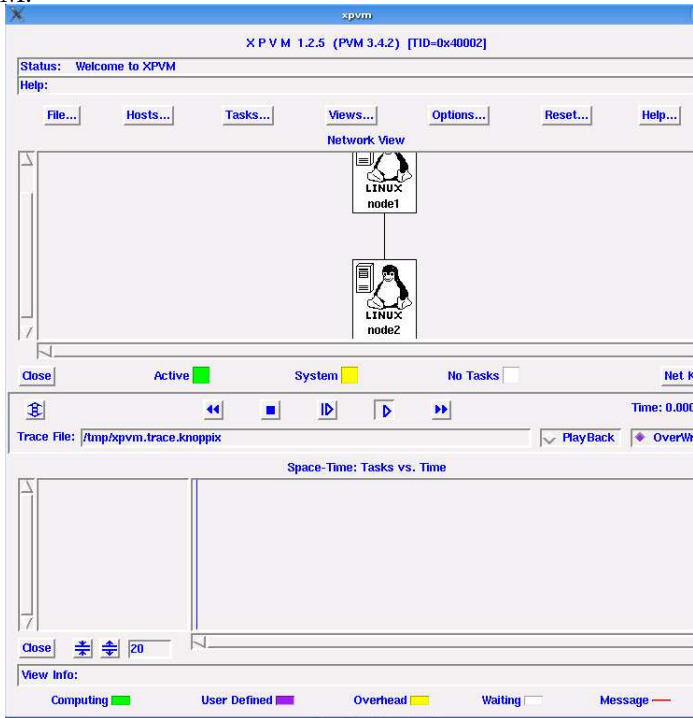 xpvm
X P V M 1.2.5 (PVM 3.4.2) [TID=0x40002]
Status: Welcome to XPVM
Help:
File... Hosts... Tasks... Views... Options... Reset... Help...
Network View
LINUX
node1
LINUX
node2
Close Active System No Tasks Net K
Time: 0.000
Trace File: /tmp/xpvm.trace.knoppix PlayBack OverWr
Space-Time: Tasks vs. Time
Close 20
View Info:
Computing User Defined Overhead Waiting Message